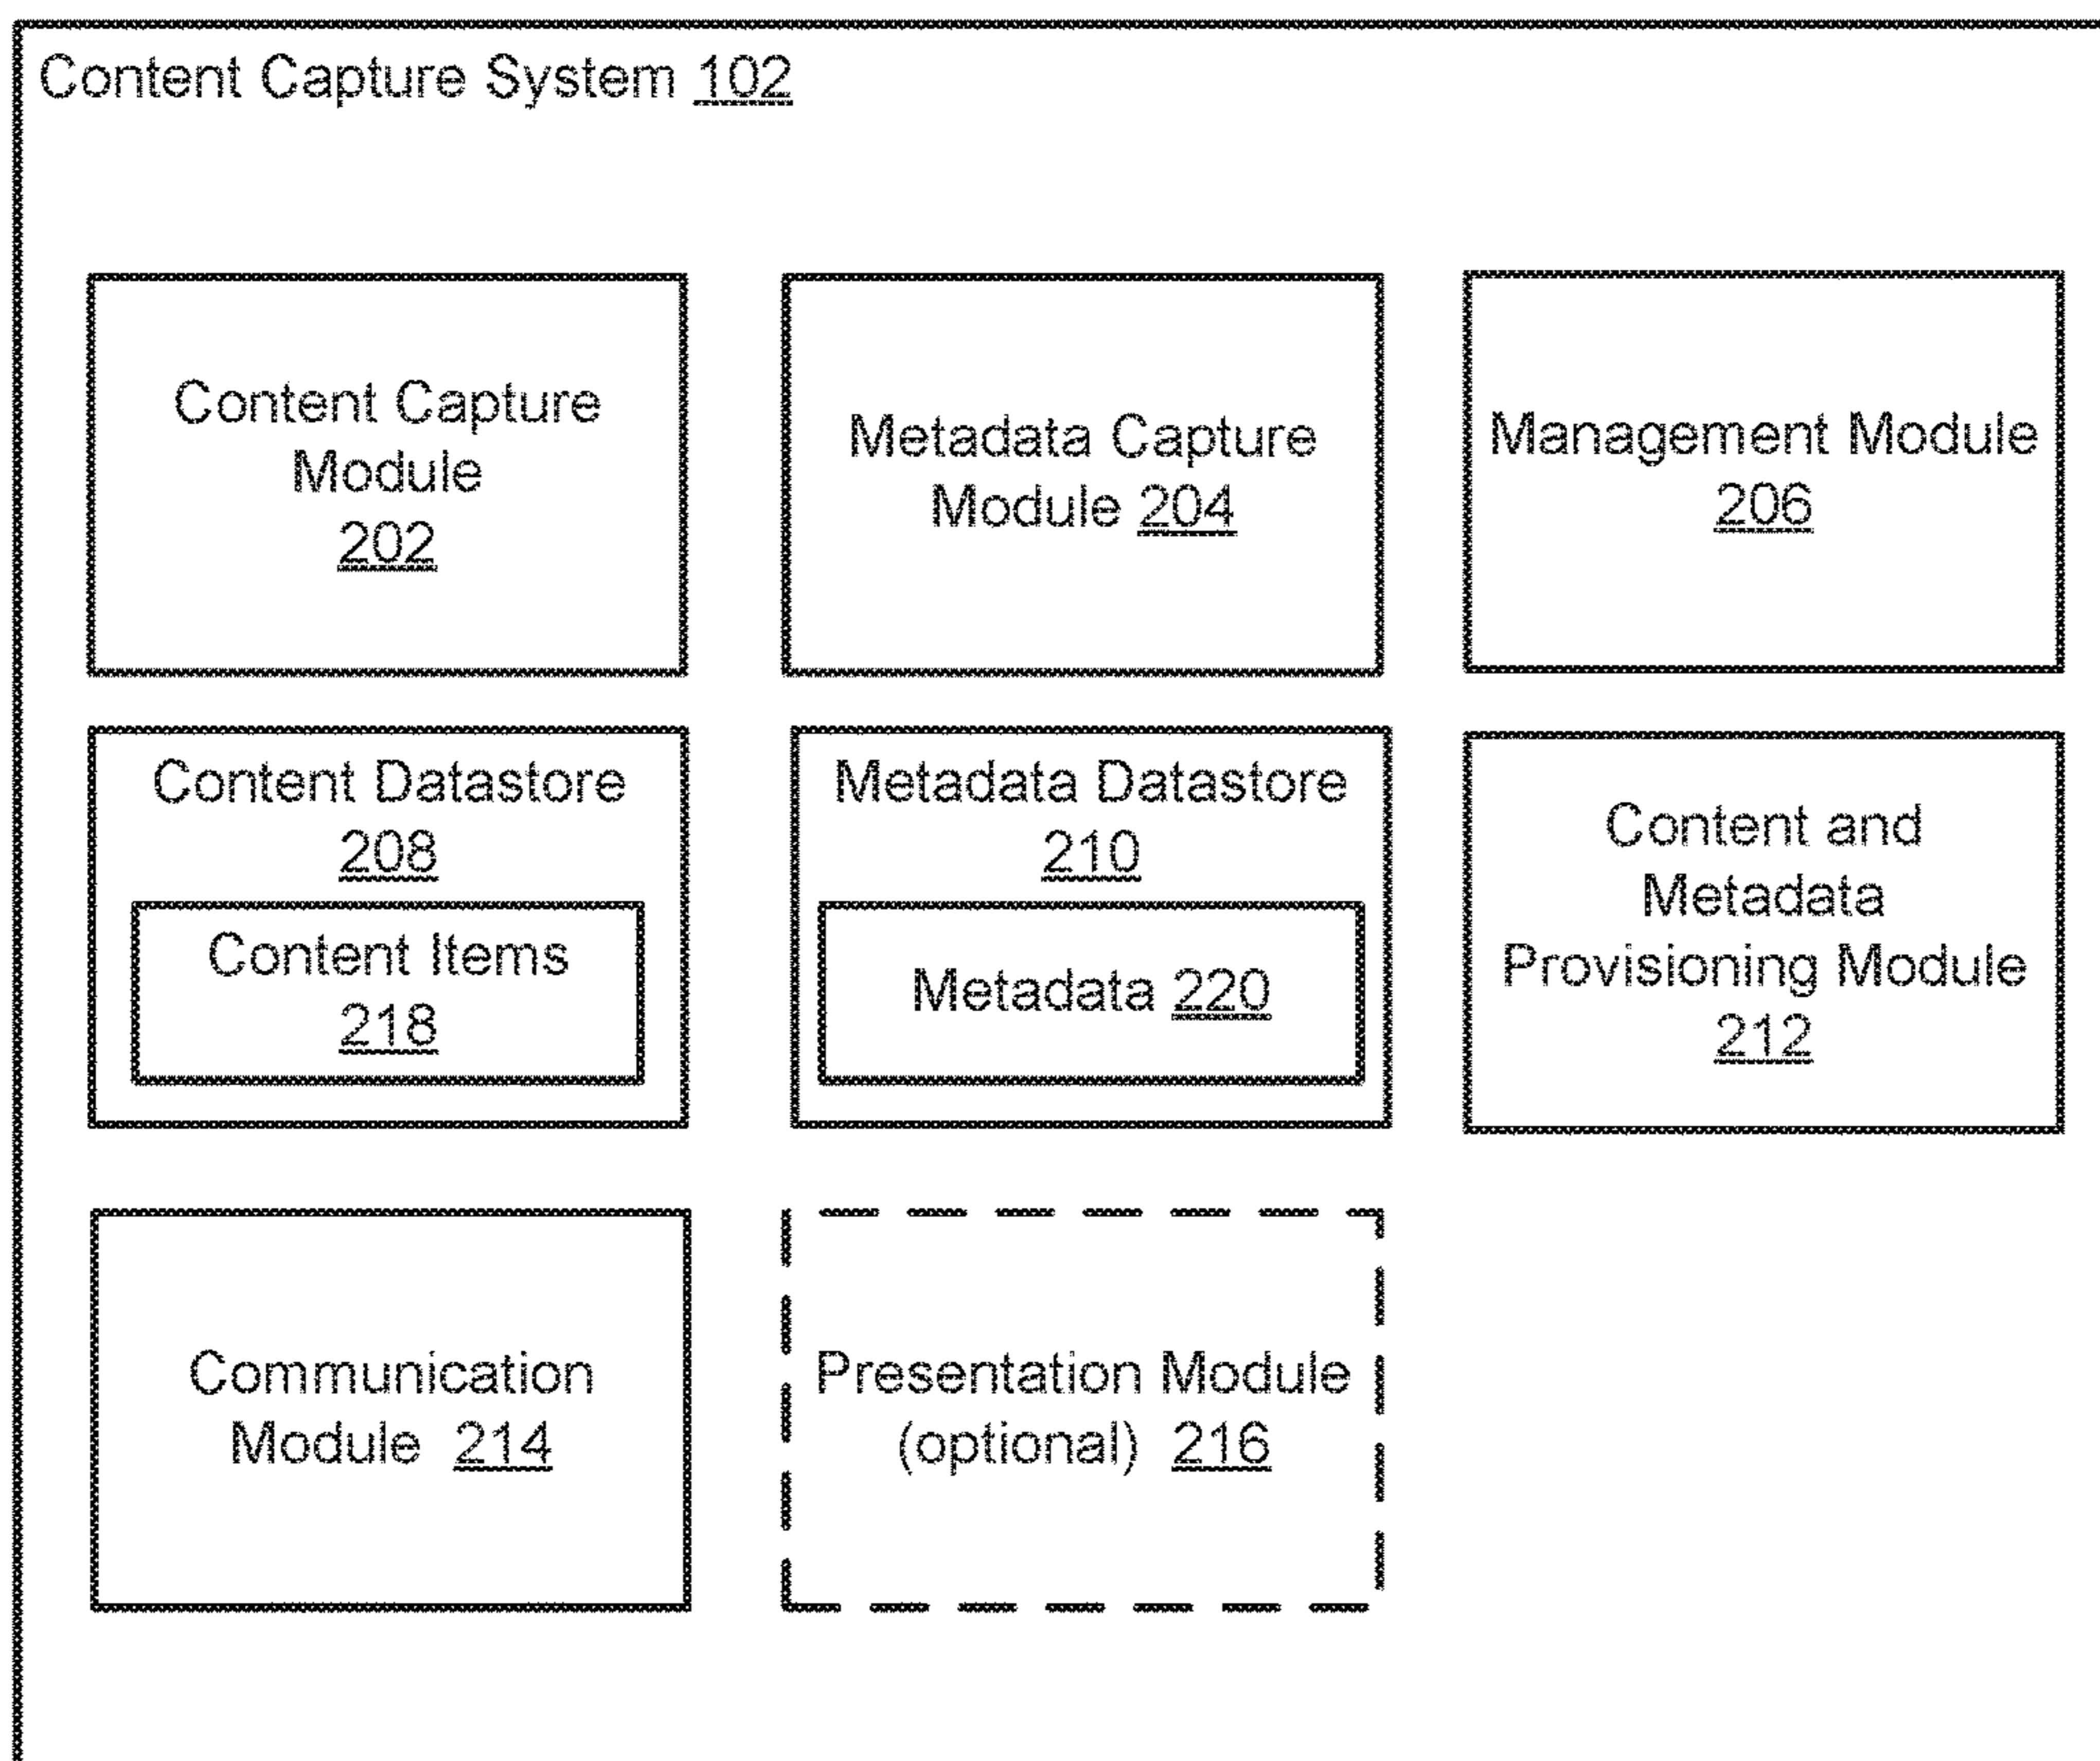 Content Capture System 102
Content Capture
Module
202
Metadata Capture
Module 204
Management Module
206
Content Datastore
208
Content Items
218
Metadata Datastore
210
Metadata 220
Content and
Metadata
Provisioning Module
212
Communication
Module 214
Presentation Module
(optional) 216